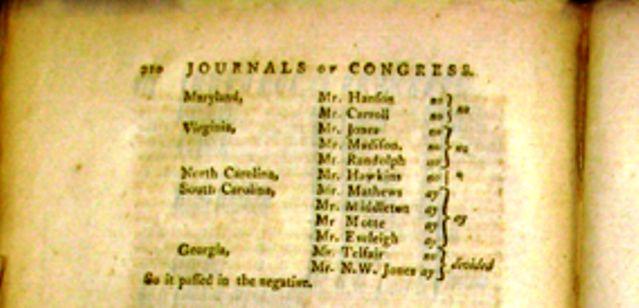 210 JOURNALS OF CONGRESS.
Maryland, Mr. Hanſon no } no
Mr. Carroll no
Virginia, Mr. Jones no } no
Mr. Madiſon. no
Mr. Randolph no
North Carolina, Mr. Hawkins no
South Carolina, Mr. Mathews ay } ay
Mr. Middleton ay
Mr Motte ay
Mr. Eveleigh ay
Georgia, Mr. Telfair no } divided
Mr. N.W. Jones ay
So it paſſed in the negative.